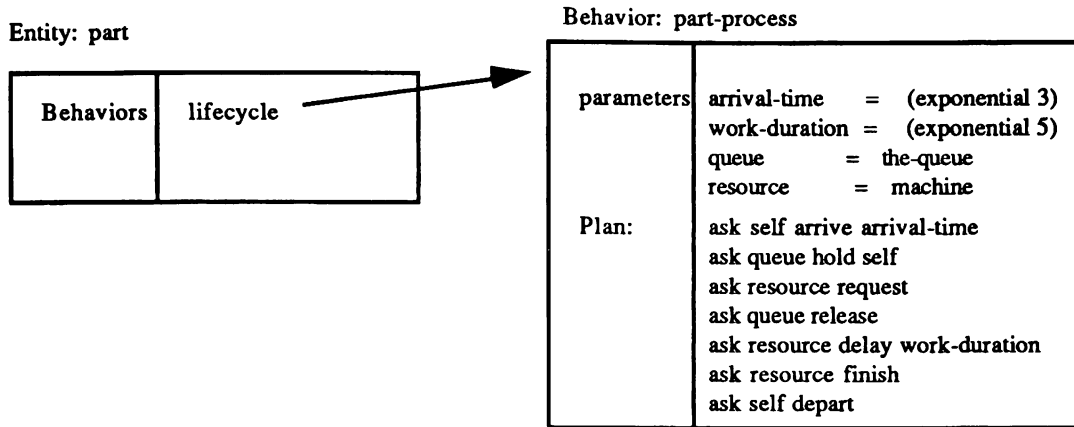 Entity: part
Behaviors lifecycle
Behavior: part-process
parameters arrival-time = (exponential 3)
work-duration = (exponential 5)
queue = the-queue
resource = machine
Plan: ask self arrive arrival-time
ask queue hold self
ask resource request
ask queue release
ask resource delay work-duration
ask resource finish
ask self depart